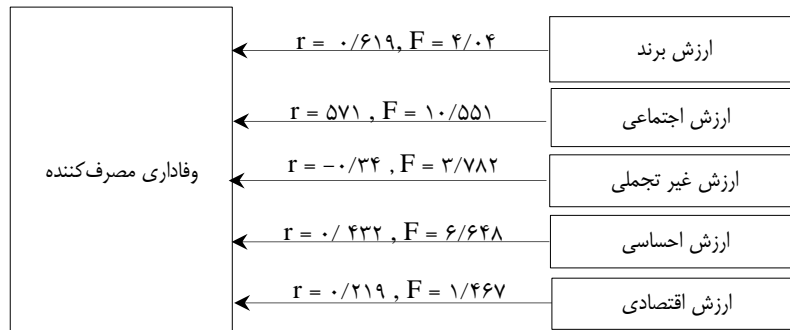 ارزش برند
r = ۰/۶۱۹, F = ۴/۰۴
ارزش اجتماعی
r = ۵۷۱ , F = ۱۰/۵۵۱
وفاداری مصرف‌کننده
ارزش غیر تجملی
r = -۰/۳۴ , F = ۳/۷۸۲
ارزش احساسی
r = ۰/ ۴۳۲ , F = ۶/۶۴۸
ارزش اقتصادی
r = ۰/۲۱۹ , F = ۱/۴۶۷